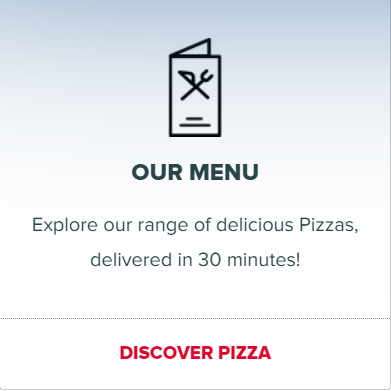 OUR MENU
Explore our range of delicious Pizzas,
delivered in 30 minutes!
DISCOVER PIZZA